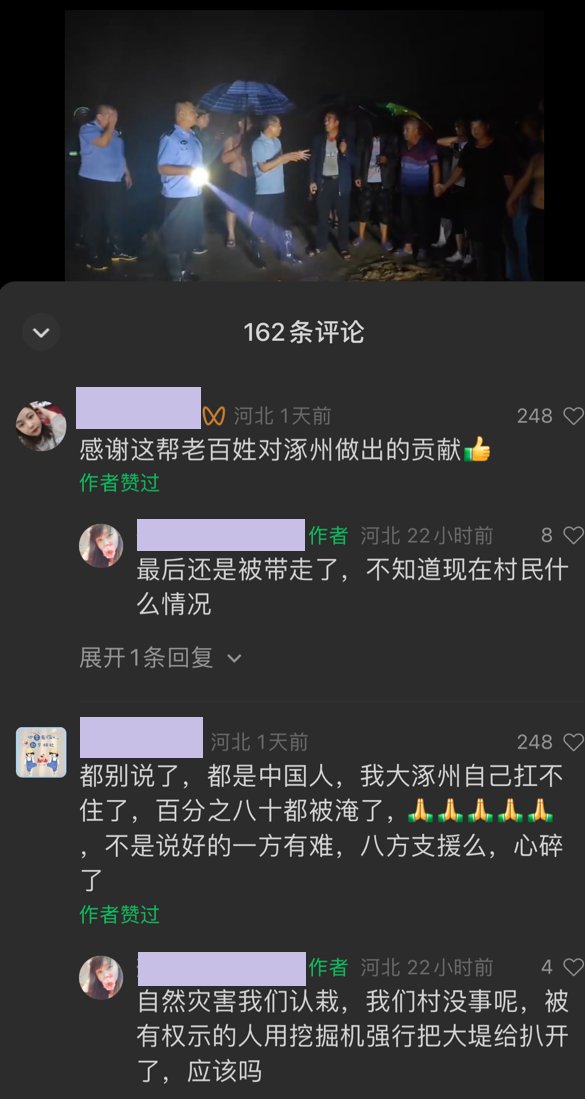 162条评论
河北 1天前 248
感谢这帮老百姓对涿州做出的贡献👍
作者赞过
作者 河北 22小时前 8
最后还是被带走了，不知道现在村民什
么情况
展开1条回复
河北 1天前 248
都别说了，都是中国人，我大涿州自己扛不
住了，百分之八十都被淹了，🙏🙏🙏🙏🙏
，不是说好的一方有难，八方支援么，心碎
了
作者赞过
作者 河北 22小时前 4
自然灾害我们认栽，我们村没事呢，被
有权示的人用挖掘机强行把大堤给扒开
了，应该吗